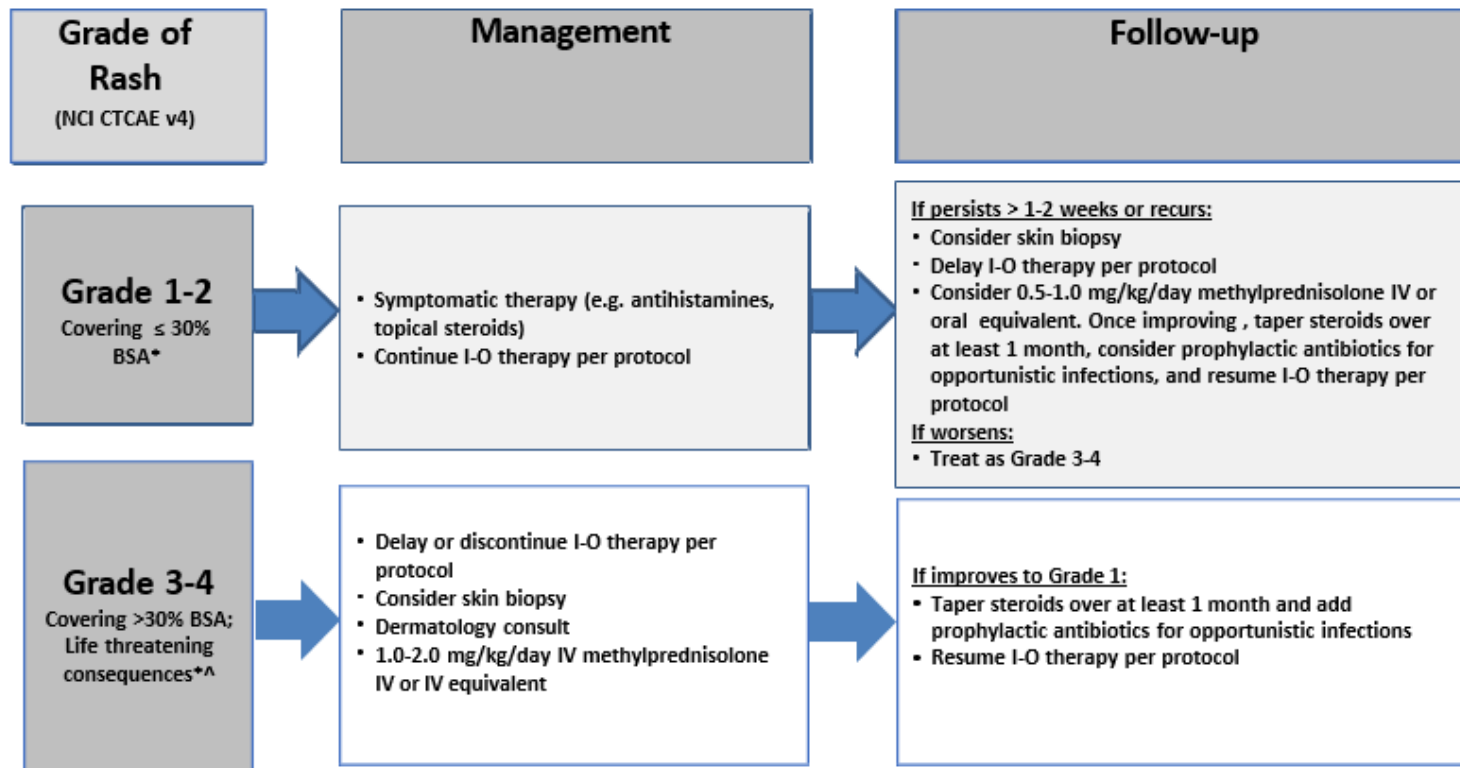 Grade of
Rash
(NCI CTCAE v4)
Management
Follow-up
Grade 1-2
Covering ≤ 30%
BSA*
• Symptomatic therapy (e.g. antihistamines,
topical steroids)
• Continue I-O therapy per protocol
If persists > 1-2 weeks or recurs:
• Consider skin biopsy
• Delay I-O therapy per protocol
• Consider 0.5-1.0 mg/kg/day methylprednisolone IV or
oral equivalent. Once improving , taper steroids over
at least 1 month, consider prophylactic antibiotics for
opportunistic infections, and resume I-O therapy per
protocol
If worsens:
• Treat as Grade 3-4
Grade 3-4
Covering >30% BSA;
Life threatening
consequences*^
• Delay or discontinue I-O therapy per
protocol
• Consider skin biopsy
• Dermatology consult
• 1.0-2.0 mg/kg/day IV methylprednisolone
IV or IV equivalent
If improves to Grade 1:
• Taper steroids over at least 1 month and add
prophylactic antibiotics for opportunistic infections
• Resume I-O therapy per protocol